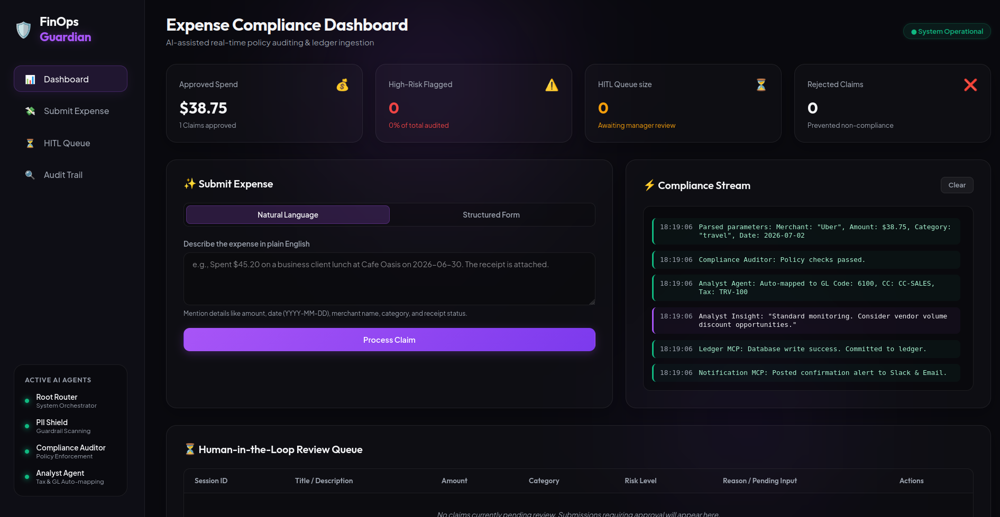 FinOps
Guardian
Dashboard
Submit Expense
HITL Queue
Audit Trail
ACTIVE AI AGENTS
Root Router
System Orchestrator
PII Shield
Guardrail Scanning
Compliance Auditor
Policy Enforcement
Analyst Agent
Tax & GL Auto-mapping
Expense Compliance Dashboard
AI-assisted real-time policy auditing & ledger ingestion
System Operational
Approved Spend
$38.75
1 Claims approved
High-Risk Flagged
0
0% of total audited
HITL Queue size
0
Awaiting manager review
Rejected Claims
0
Prevented non-compliance
Submit Expense
Natural Language
Structured Form
Describe the expense in plain English
e.g., Spent $45.20 on a business client lunch at Cafe Oasis on 2026-06-30. The receipt is attached.
Mention details like amount, date (YYYY-MM-DD), merchant name, category, and receipt status.
Process Claim
Compliance Stream
Clear
18:19:06 Parsed parameters: Merchant: "Uber", Amount: $38.75, Category:
"travel", Date: 2026-07-02
18:19:06 Compliance Auditor: Policy checks passed.
18:19:06 Analyst Agent: Auto-mapped to GL Code: 6100, CC: CC-SALES,
Tax: TRV-100
18:19:06 Analyst Insight: "Standard monitoring. Consider vendor volume
discount opportunities."
18:19:06 Ledger MCP: Database write success. Committed to ledger.
18:19:06 Notification MCP: Posted confirmation alert to Slack & Email.
Human-in-the-Loop Review Queue
Session ID Title / Description Amount Category Risk Level Reason / Pending Input Actions
No claims currently pending review. Submissions requiring approval will appear here.